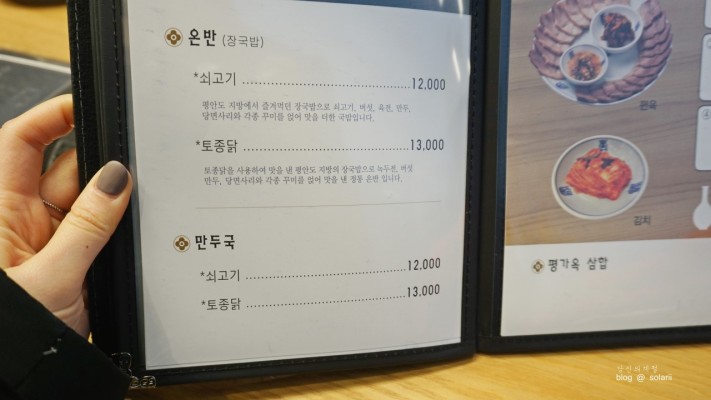 온반 (장국밥)
*쇠고기 12,000
평안도 지방에서 즐겨먹던 장국밥으로 쇠고기, 버섯, 육전, 만두,
당면사리와 각종 꾸미를 얹어 맛을 더한 국밥입니다.
*토종닭 13,000
토종닭을 사용하여 맛을 낸 평안도 지방의 장국밥으로 녹두전, 버섯
만두, 당면사리와 각종 꾸미를 얹어 맛을 낸 정통 온반 입니다.
만두국
*쇠고기 12,000
*토종닭 13,000
편육
김치
평가옥 삼합
blog @ solarii